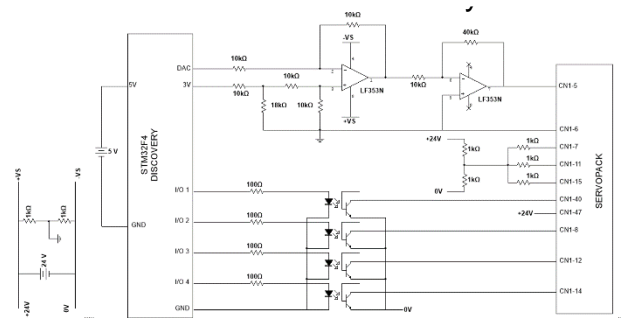 10kΩ
40kΩ
-VS
DAC
10kΩ
3V
10kΩ
10kΩ
LF353N
10kΩ
LF353N
10kΩ
10kΩ
+VS
5V
5 V
STM32F4
DISCOVERY
GND
+VS
-VS
1kΩ
1kΩ
24 V
+24V
0V
CN1-5
CN1-6
+24V
1kΩ
1kΩ
CN1-7
1kΩ
CN1-11
1kΩ
1kΩ
CN1-15
0V
I/O 1
100Ω
CN1-40
+24V
CN1-47
I/O 2
100Ω
CN1-8
I/O 3
100Ω
CN1-12
I/O 4
100Ω
CN1-14
GND
0V
SERVOPACK